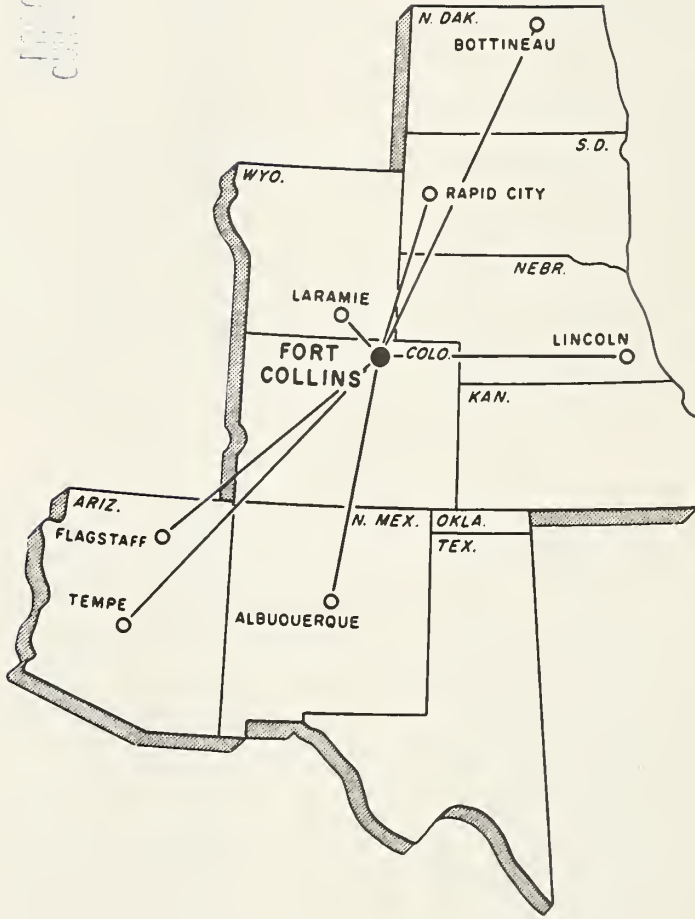 N. DAK.
BOTTINEAU
S.D.
WYO.
RAPID CITY
NEBR.
LARAMIE
FORT
COLLINS
COLO.
LINCOLN
KAN.
ARIZ.
N. MEX.
OKLA.
TEX.
FLAGSTAFF
TEMPE
ALBUQUERQUE